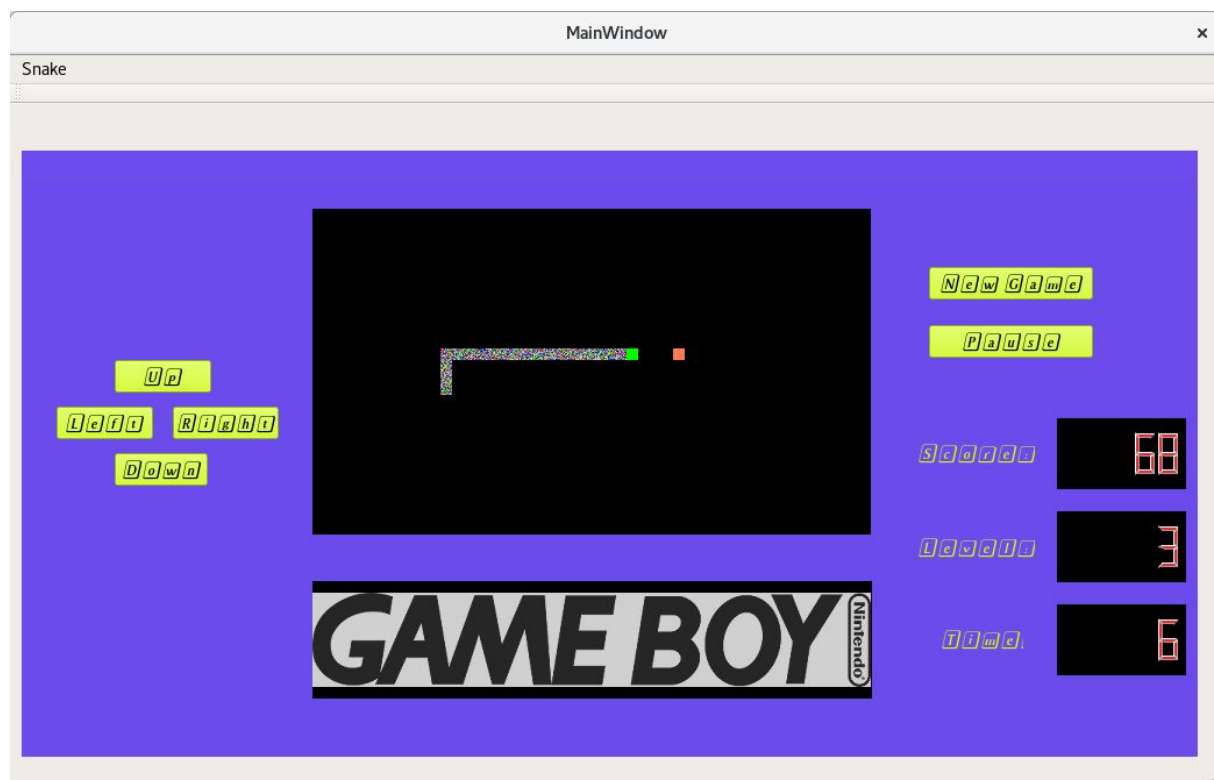 MainWindow
×
Snake
Up
Left
Right
Down
New Game
Pause
Score:
68
Level:
3
Time:
6
GAME BOY
Nintendo®